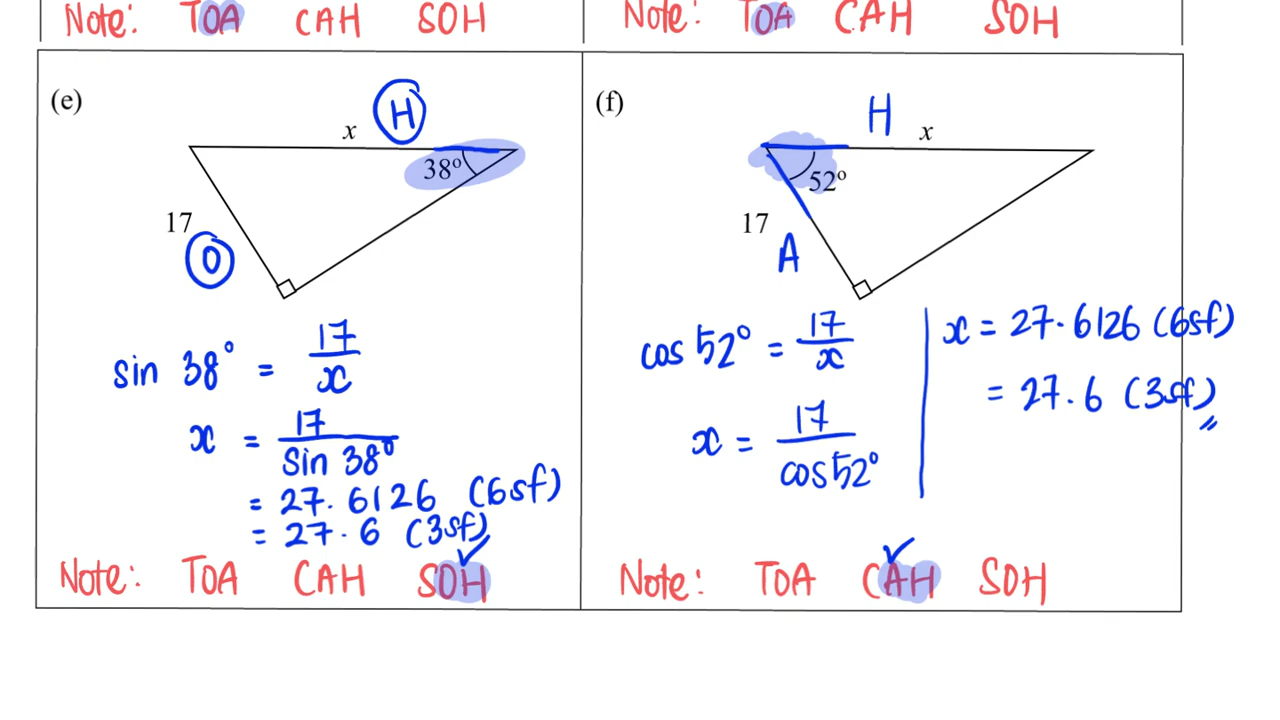 Note: TOA CAH SOH
Note: TOA CAH SOH
(e)
H
x
38°
17
O
sin 38° = 17/x
x = 17/sin 38°
= 27.6126 (6sf)
= 27.6 (3sf)
Note: TOA CAH SOH
(f)
H
x
52°
17
A
cos 52° = 17/x
x = 17/cos 52°
x = 27.6126 (6sf)
= 27.6 (3sf)
Note: TOA CAH SOH